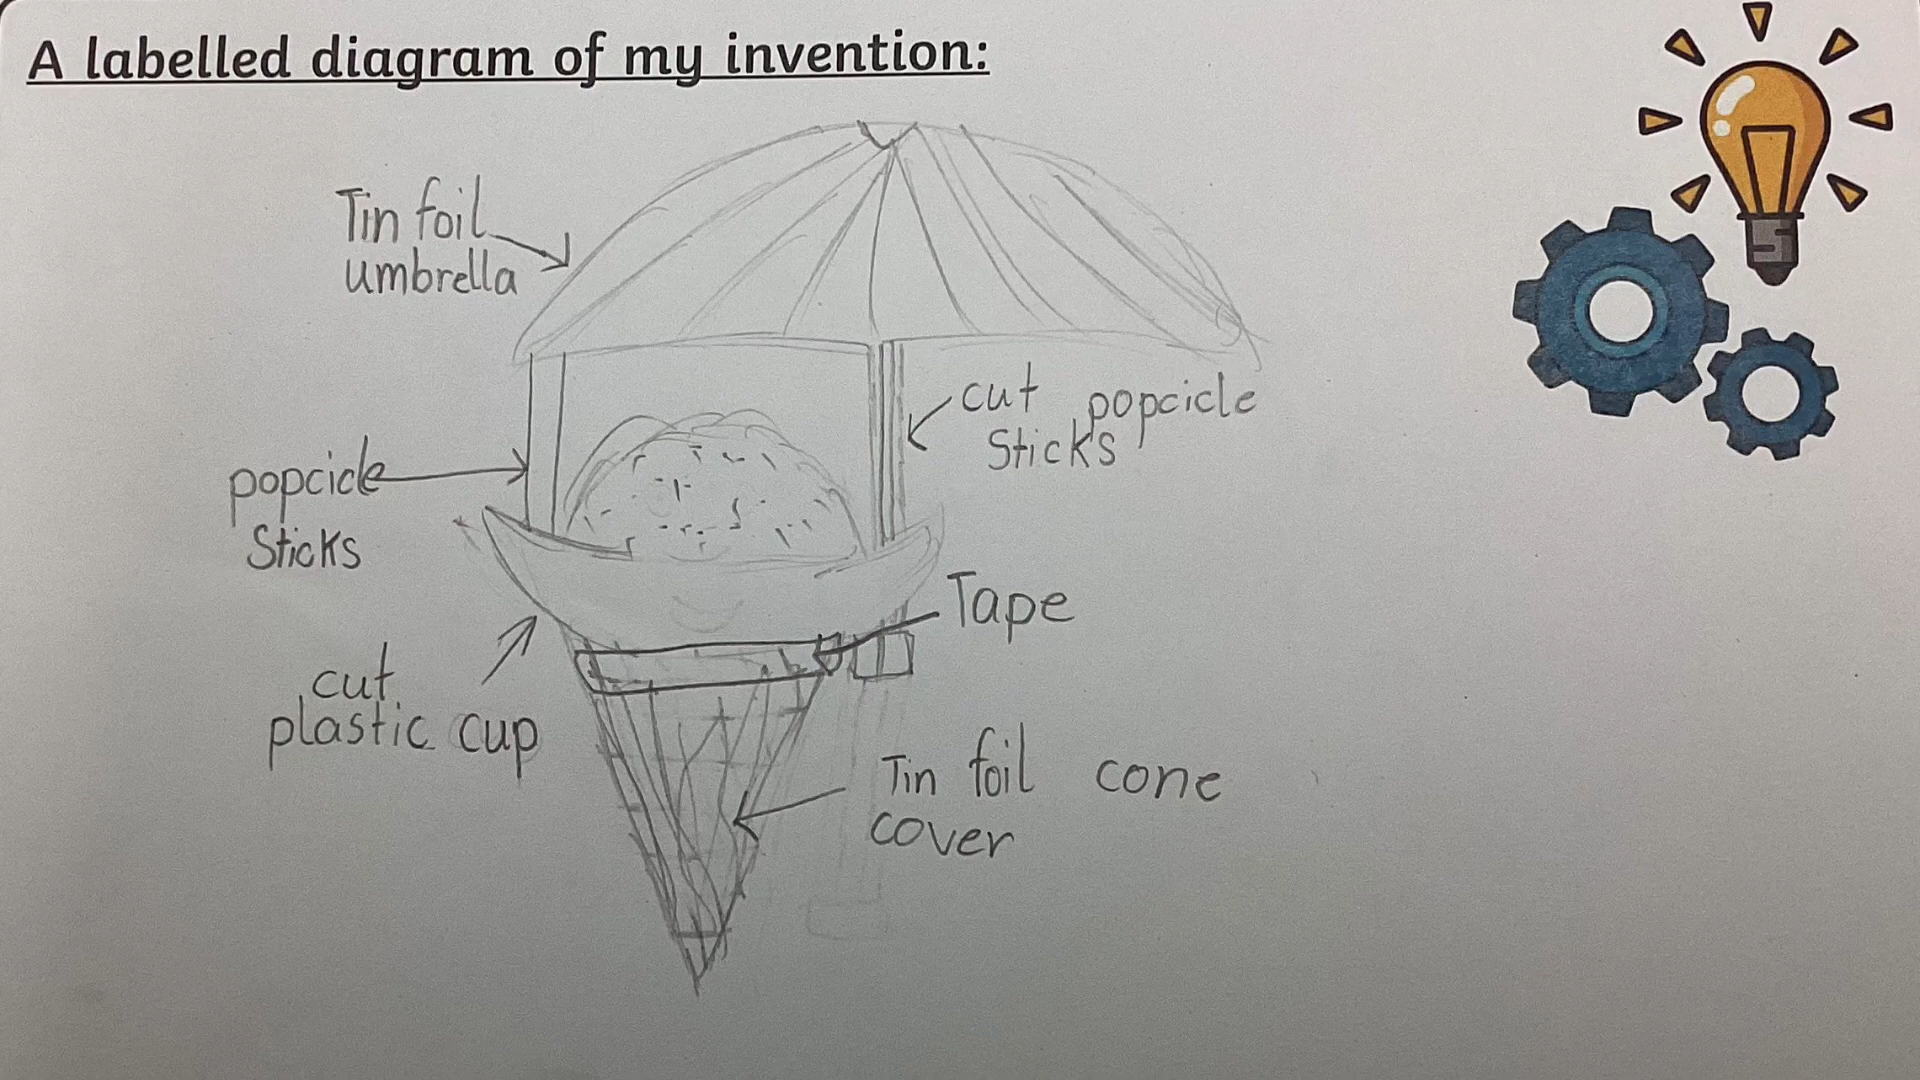 A labelled diagram of my invention:
Tin foil
umbrella
cut popcicle
Sticks
popcicle
Sticks
Tape
cut
plastic cup
Tin foil cone
cover